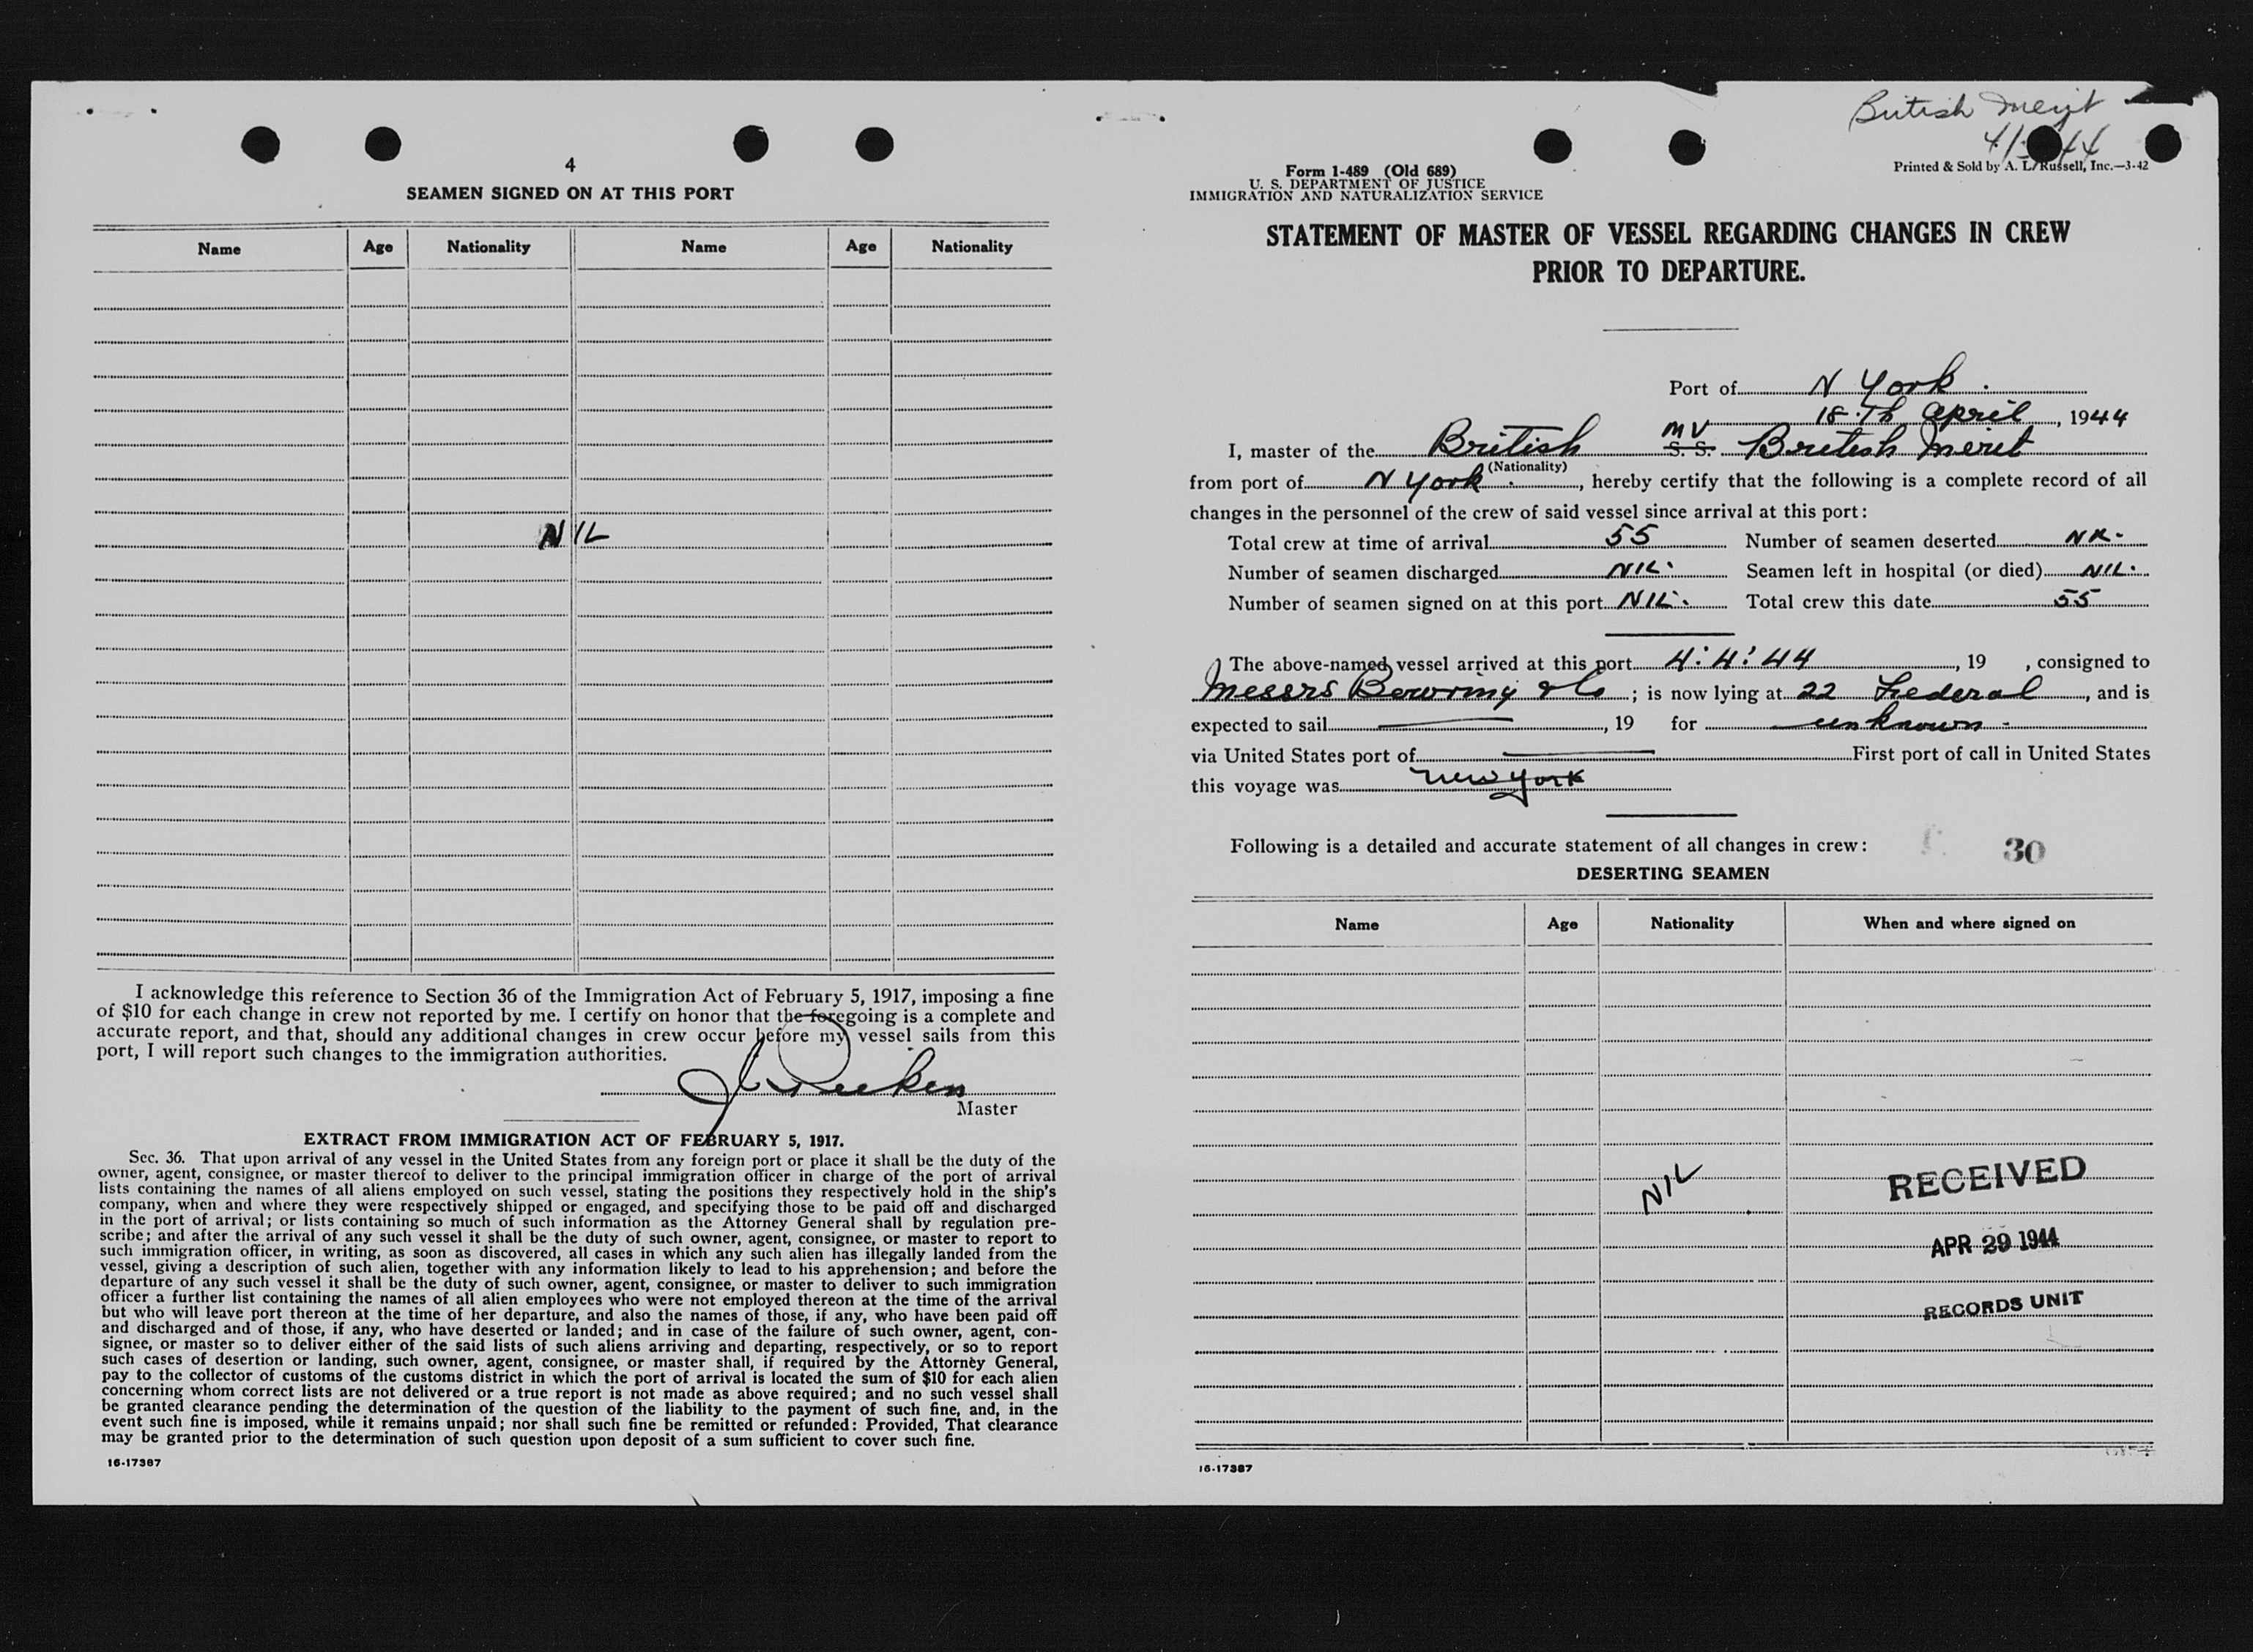 4
SEAMEN SIGNED ON AT THIS PORT
Name Age Nationality Name Age Nationality
NIL
I acknowledge this reference to Section 36 of the Immigration Act of February 5, 1917, imposing a fine
of $10 for each change in crew not reported by me. I certify on honor that the foregoing is a complete and
accurate report, and that, should any additional changes in crew occur before my vessel sails from this
port, I will report such changes to the immigration authorities.
Master
EXTRACT FROM IMMIGRATION ACT OF FEBRUARY 5, 1917.
Sec. 36. That upon arrival of any vessel in the United States from any foreign port or place it shall be the duty of the
owner, agent, consignee, or master thereof to deliver to the principal immigration officer in charge of the port of arrival
lists containing the names of all aliens employed on such vessel, stating the positions they respectively hold in the ship's
company, when and where they were respectively shipped or engaged, and specifying those to be paid off and discharged
in the port of arrival; or lists containing so much of such information as the Attorney General shall by regulation pre-
scribe; and after the arrival of any such vessel it shall be the duty of such owner, agent, consignee, or master to report to
such immigration officer, in writing, as soon as discovered, all cases in which any such alien has illegally landed from the
vessel, giving a description of such alien, together with any information likely to lead to his apprehension; and before the
departure of any such vessel it shall be the duty of such owner, agent, consignee, or master to deliver to such immigration
officer a further list containing the names of all alien employees who were not employed thereon at the time of the arrival
but who will leave port thereon at the time of her departure, and also the names of those, if any, who have been paid off
and discharged and of those, if any, who have deserted or landed; and in case of the failure of such owner, agent, con-
signee, or master so to deliver either of the said lists of such aliens arriving and departing, respectively, or so to report
such cases of desertion or landing, such owner, agent, consignee, or master shall, if required by the Attorney General,
pay to the collector of customs of the customs district in which the port of arrival is located the sum of $10 for each alien
concerning whom correct lists are not delivered or a true report is not made as above required; and no such vessel shall
be granted clearance pending the determination of the question of the liability to the payment of such fine, and, in the
event such fine is imposed, while it remains unpaid; nor shall such fine be remitted or refunded: Provided, That clearance
may be granted prior to the determination of such question upon deposit of a sum sufficient to cover such fine.
16-17387
British Merit
Form 1-489 (Old 689)
U. S. DEPARTMENT OF JUSTICE
IMMIGRATION AND NATURALIZATION SERVICE
Printed & Sold by A. L. Russell, Inc.—3-42
STATEMENT OF MASTER OF VESSEL REGARDING CHANGES IN CREW
PRIOR TO DEPARTURE.
Port of N York.
18.Th April, 1944
I, master of the British M V S. S. British Merit
(Nationality)
from port of N York., hereby certify that the following is a complete record of all
changes in the personnel of the crew of said vessel since arrival at this port:
Total crew at time of arrival 55 Number of seamen deserted
Number of seamen discharged NIL. Seamen left in hospital (or died) NIL.
Number of seamen signed on at this port NIL. Total crew this date 55
The above-named vessel arrived at this port 4:4:44, 19 , consigned to
Messrs Bowring & Co; is now lying at 22 Federal, and is
expected to sail , 19 for unknown -
via United States port of First port of call in United States
this voyage was New York
Following is a detailed and accurate statement of all changes in crew:
30
DESERTING SEAMEN
Name Age Nationality When and where signed on
NIL
RECEIVED
APR 29 1944
RECORDS UNIT
16-17387